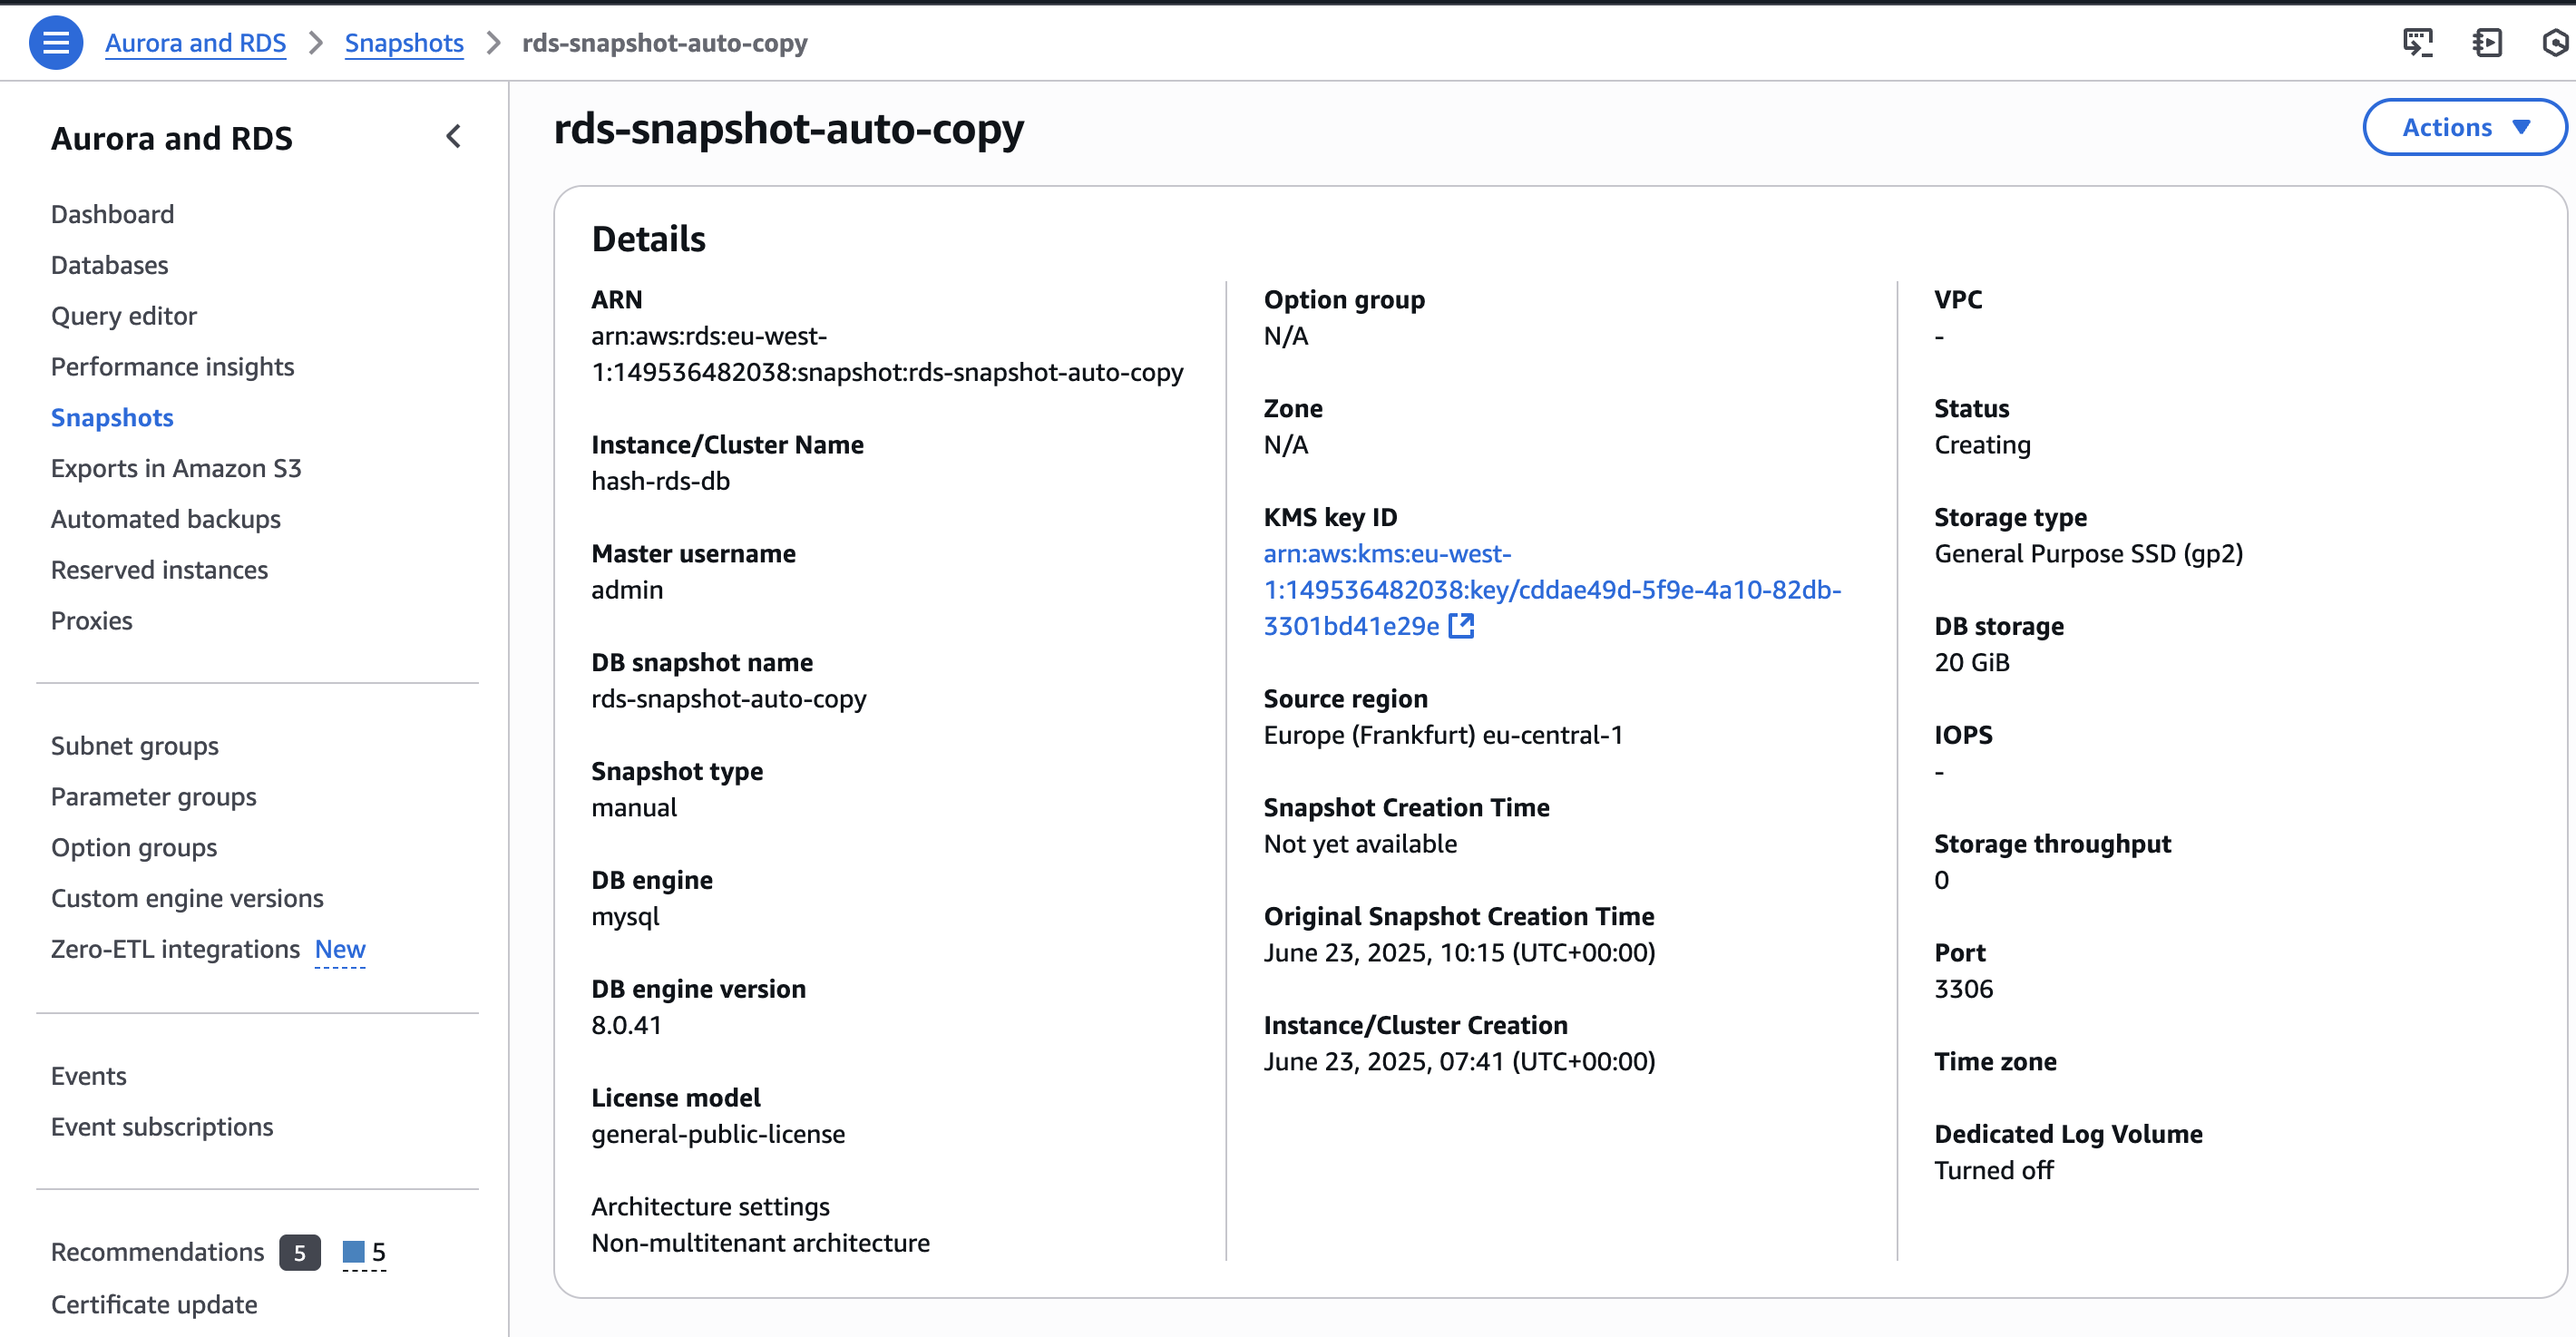 Aurora and RDS
Snapshots
rds-snapshot-auto-copy
Aurora and RDS
Dashboard
Databases
Query editor
Performance insights
Snapshots
Exports in Amazon S3
Automated backups
Reserved instances
Proxies
Subnet groups
Parameter groups
Option groups
Custom engine versions
Zero-ETL integrations New
Events
Event subscriptions
Recommendations 5 5
Certificate update
rds-snapshot-auto-copy
Actions
Details
ARN
arn:aws:rds:eu-west-
1:149536482038:snapshot:rds-snapshot-auto-copy
Instance/Cluster Name
hash-rds-db
Master username
admin
DB snapshot name
rds-snapshot-auto-copy
Snapshot type
manual
DB engine
mysql
DB engine version
8.0.41
License model
general-public-license
Architecture settings
Non-multitenant architecture
Option group
N/A
Zone
N/A
KMS key ID
arn:aws:kms:eu-west-
1:149536482038:key/cddae49d-5f9e-4a10-82db-
3301bd41e29e
Source region
Europe (Frankfurt) eu-central-1
Snapshot Creation Time
Not yet available
Original Snapshot Creation Time
June 23, 2025, 10:15 (UTC+00:00)
Instance/Cluster Creation
June 23, 2025, 07:41 (UTC+00:00)
VPC
-
Status
Creating
Storage type
General Purpose SSD (gp2)
DB storage
20 GiB
IOPS
-
Storage throughput
0
Port
3306
Time zone
Dedicated Log Volume
Turned off